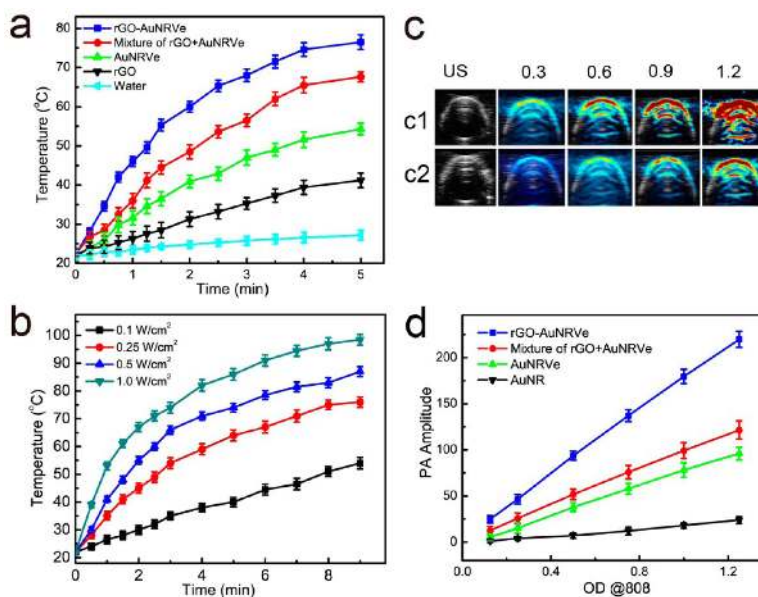 a
rGO-AuNRVe
Mixture of rGO+AuNRVe
AuNRVe
rGO
Water
Temperature (°C)
80
70
60
50
40
30
20
0 1 2 3 4 5
Time (min)
b
0.1 W/cm²
0.25 W/cm²
0.5 W/cm²
1.0 W/cm²
Temperature (°C)
100
90
80
70
60
50
40
30
20
0 2 4 6 8
Time (min)
c
US 0.3 0.6 0.9 1.2
c1
c2
d
rGO-AuNRVe
Mixture of rGO+AuNRVe
AuNRVe
AuNR
PA Amplitude
200
150
100
50
0
0.0 0.4 0.8 1.2
OD @808